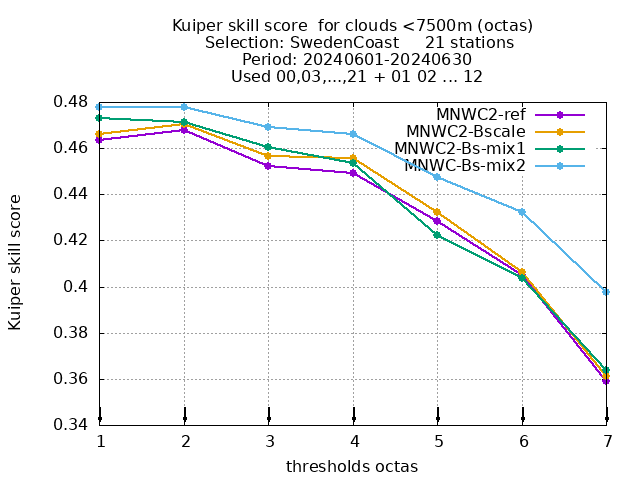 Kuiper skill score  for clouds <7500m (octas)
Selection: SwedenCoast     21 stations
Period: 20240601-20240630
Used 00,03,...,21 + 01 02 ... 12
MNWC2-ref
MNWC2-Bscale
MNWC2-Bs-mix1
MNWC-Bs-mix2
0.48
0.46
0.44
0.42
0.4
0.38
0.36
0.34
Kuiper skill score
1 2 3 4 5 6 7
thresholds octas